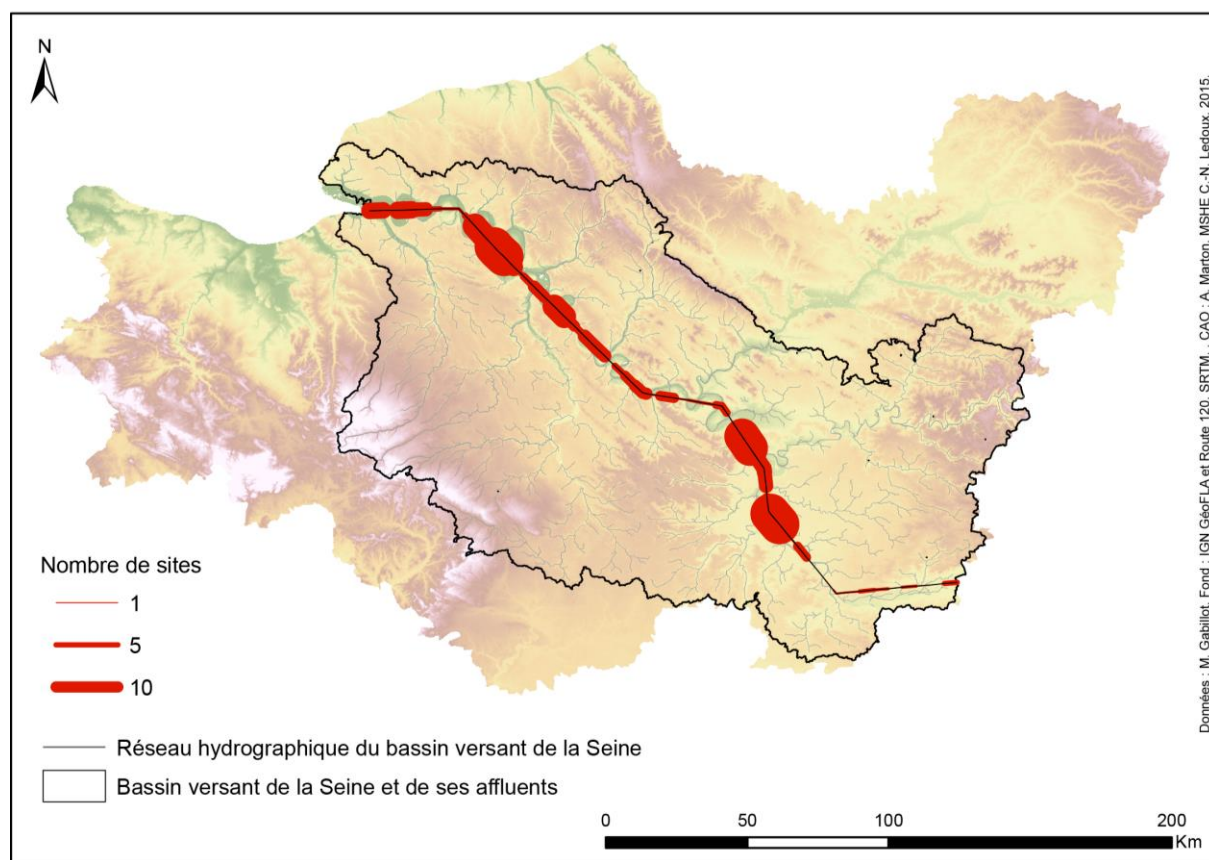 N
Nombre de sites
1
5
10
Réseau hydrographique du bassin versant de la Seine
Bassin versant de la Seine et de ses affluents
0 50 100 200
Km
Données : M. Gabillot. Fond : IGN GéoFLA et Route 120, SRTM, . CAO : A. Marton, MSHE C.-N. Ledoux, 2015.